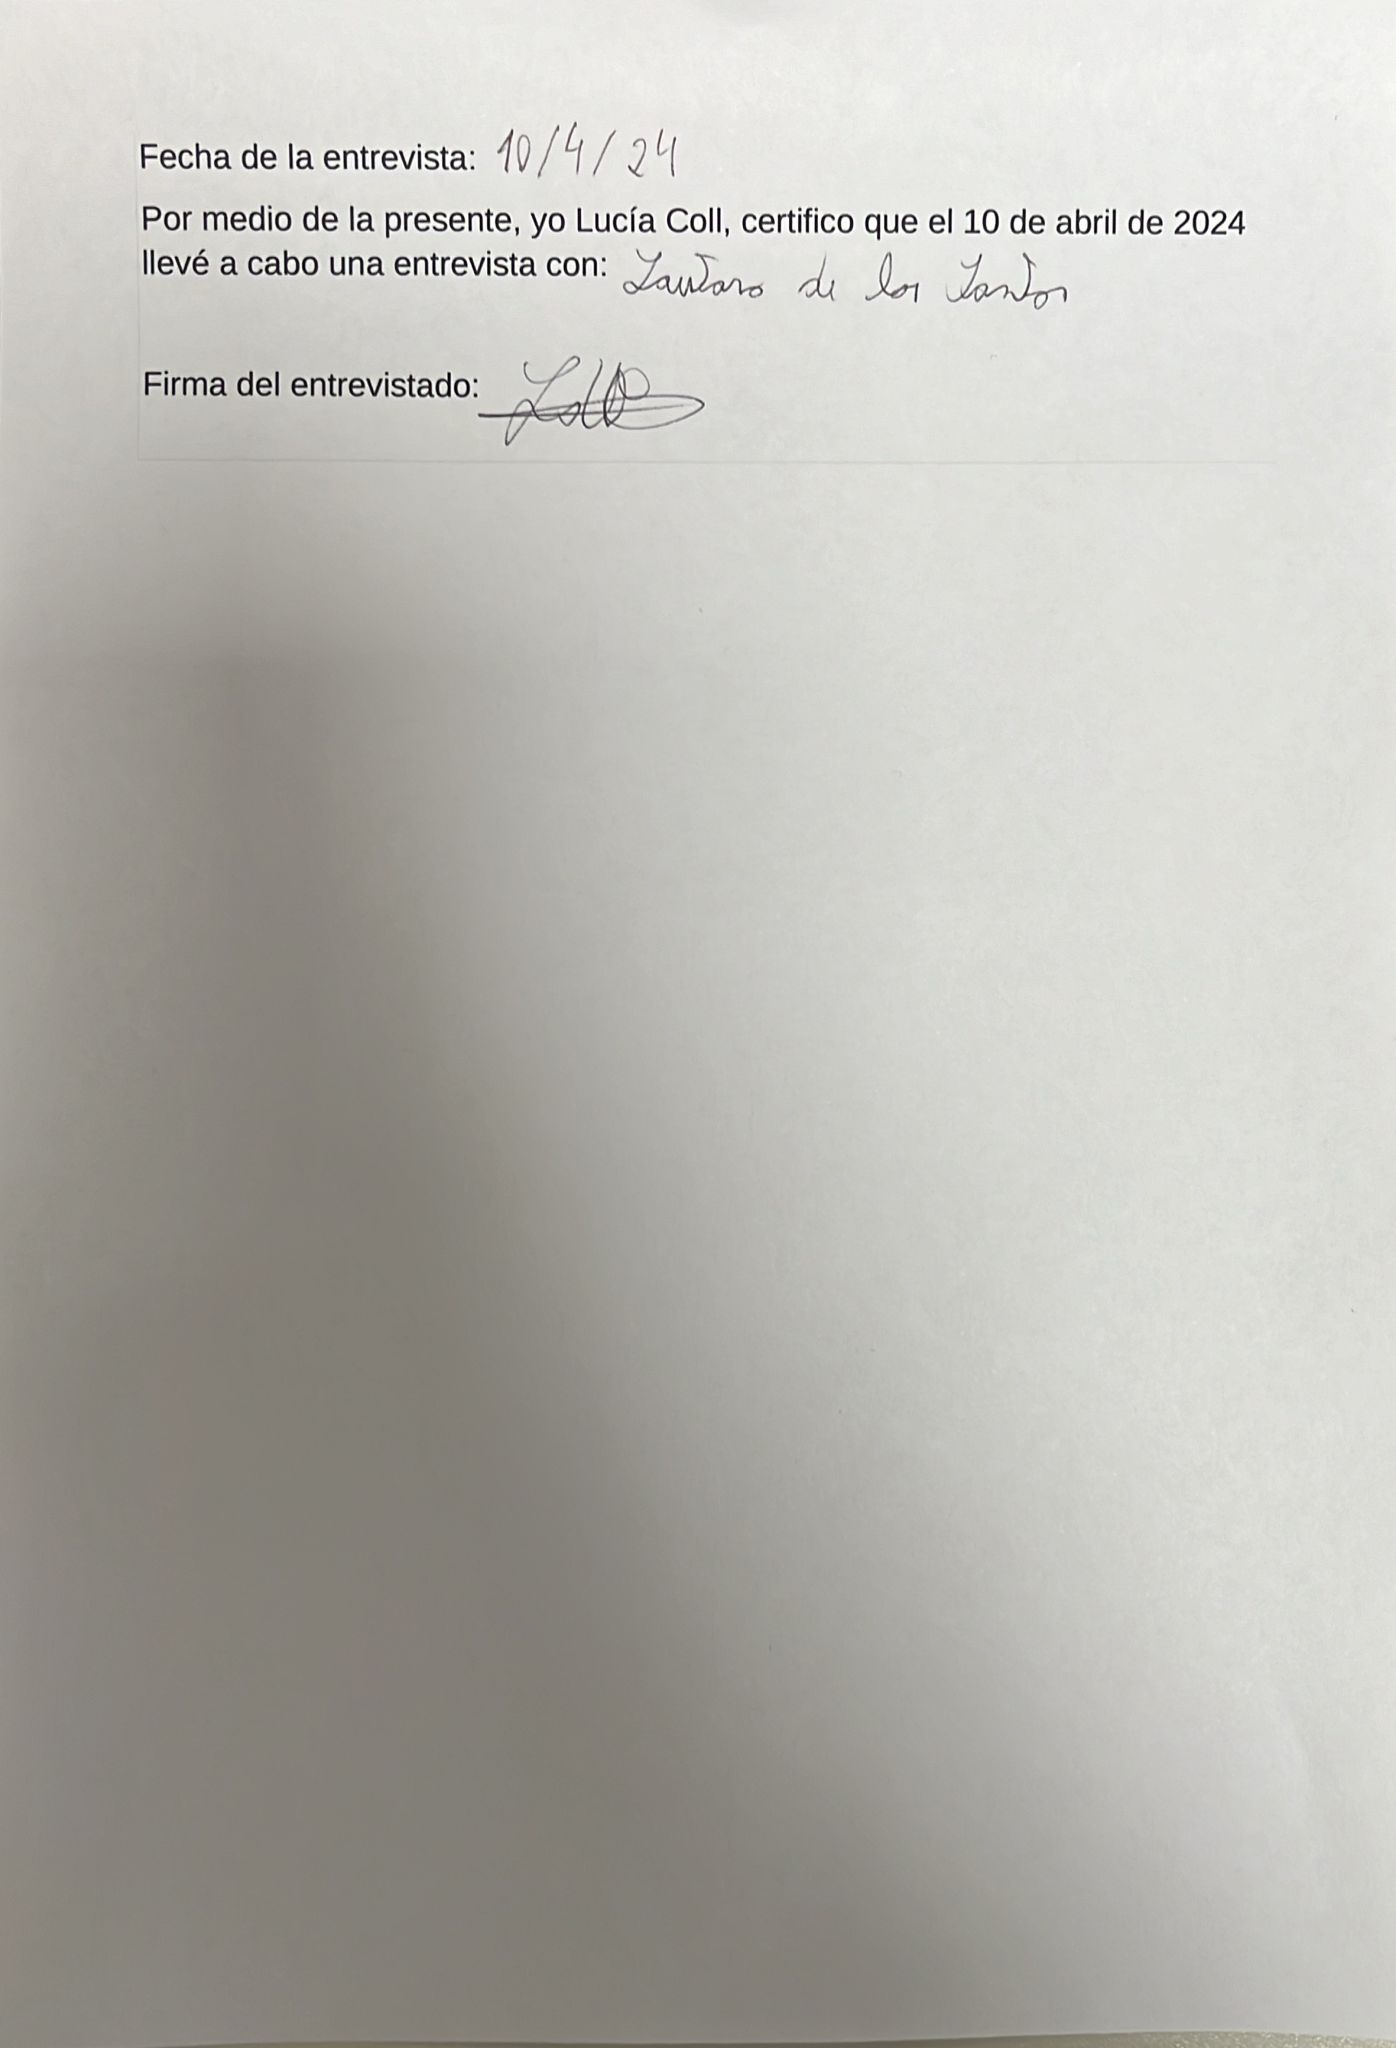 Fecha de la entrevista: 10/4/24
Por medio de la presente, yo Lucía Coll, certifico que el 10 de abril de 2024
llevé a cabo una entrevista con: Lautaro de los Santos
Firma del entrevistado: